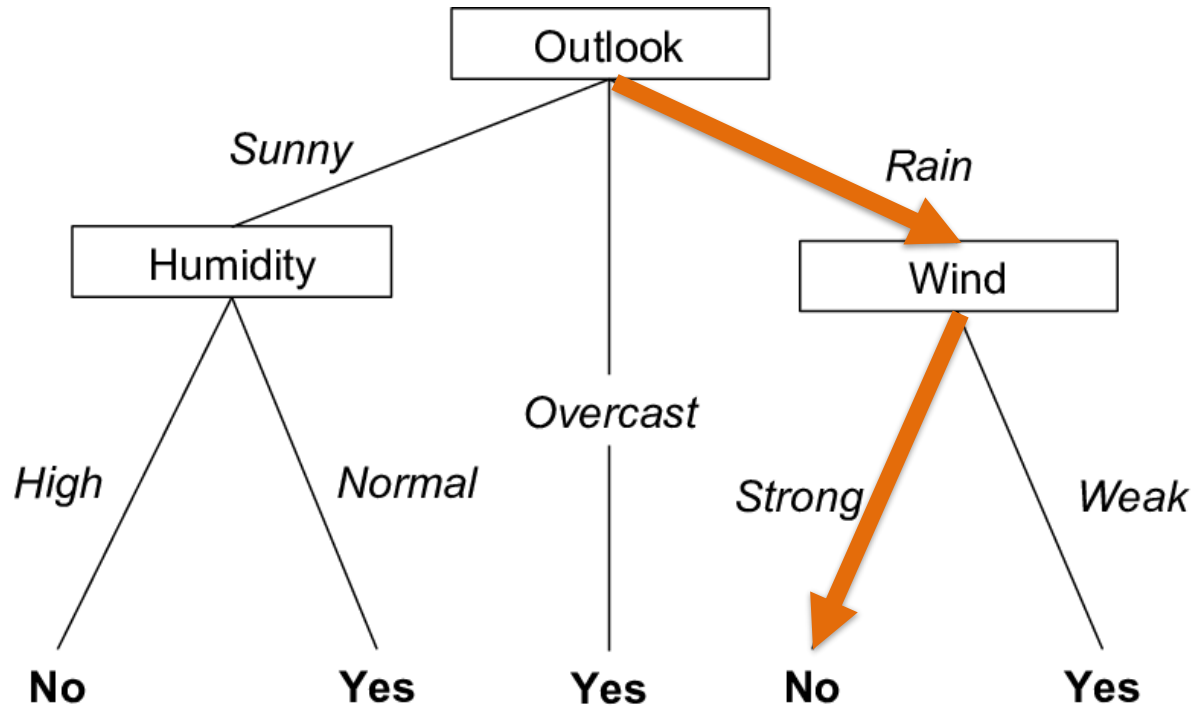 Outlook
Sunny
Rain
Humidity
Wind
Overcast
High
Normal
Strong
Weak
No
Yes
Yes
No
Yes